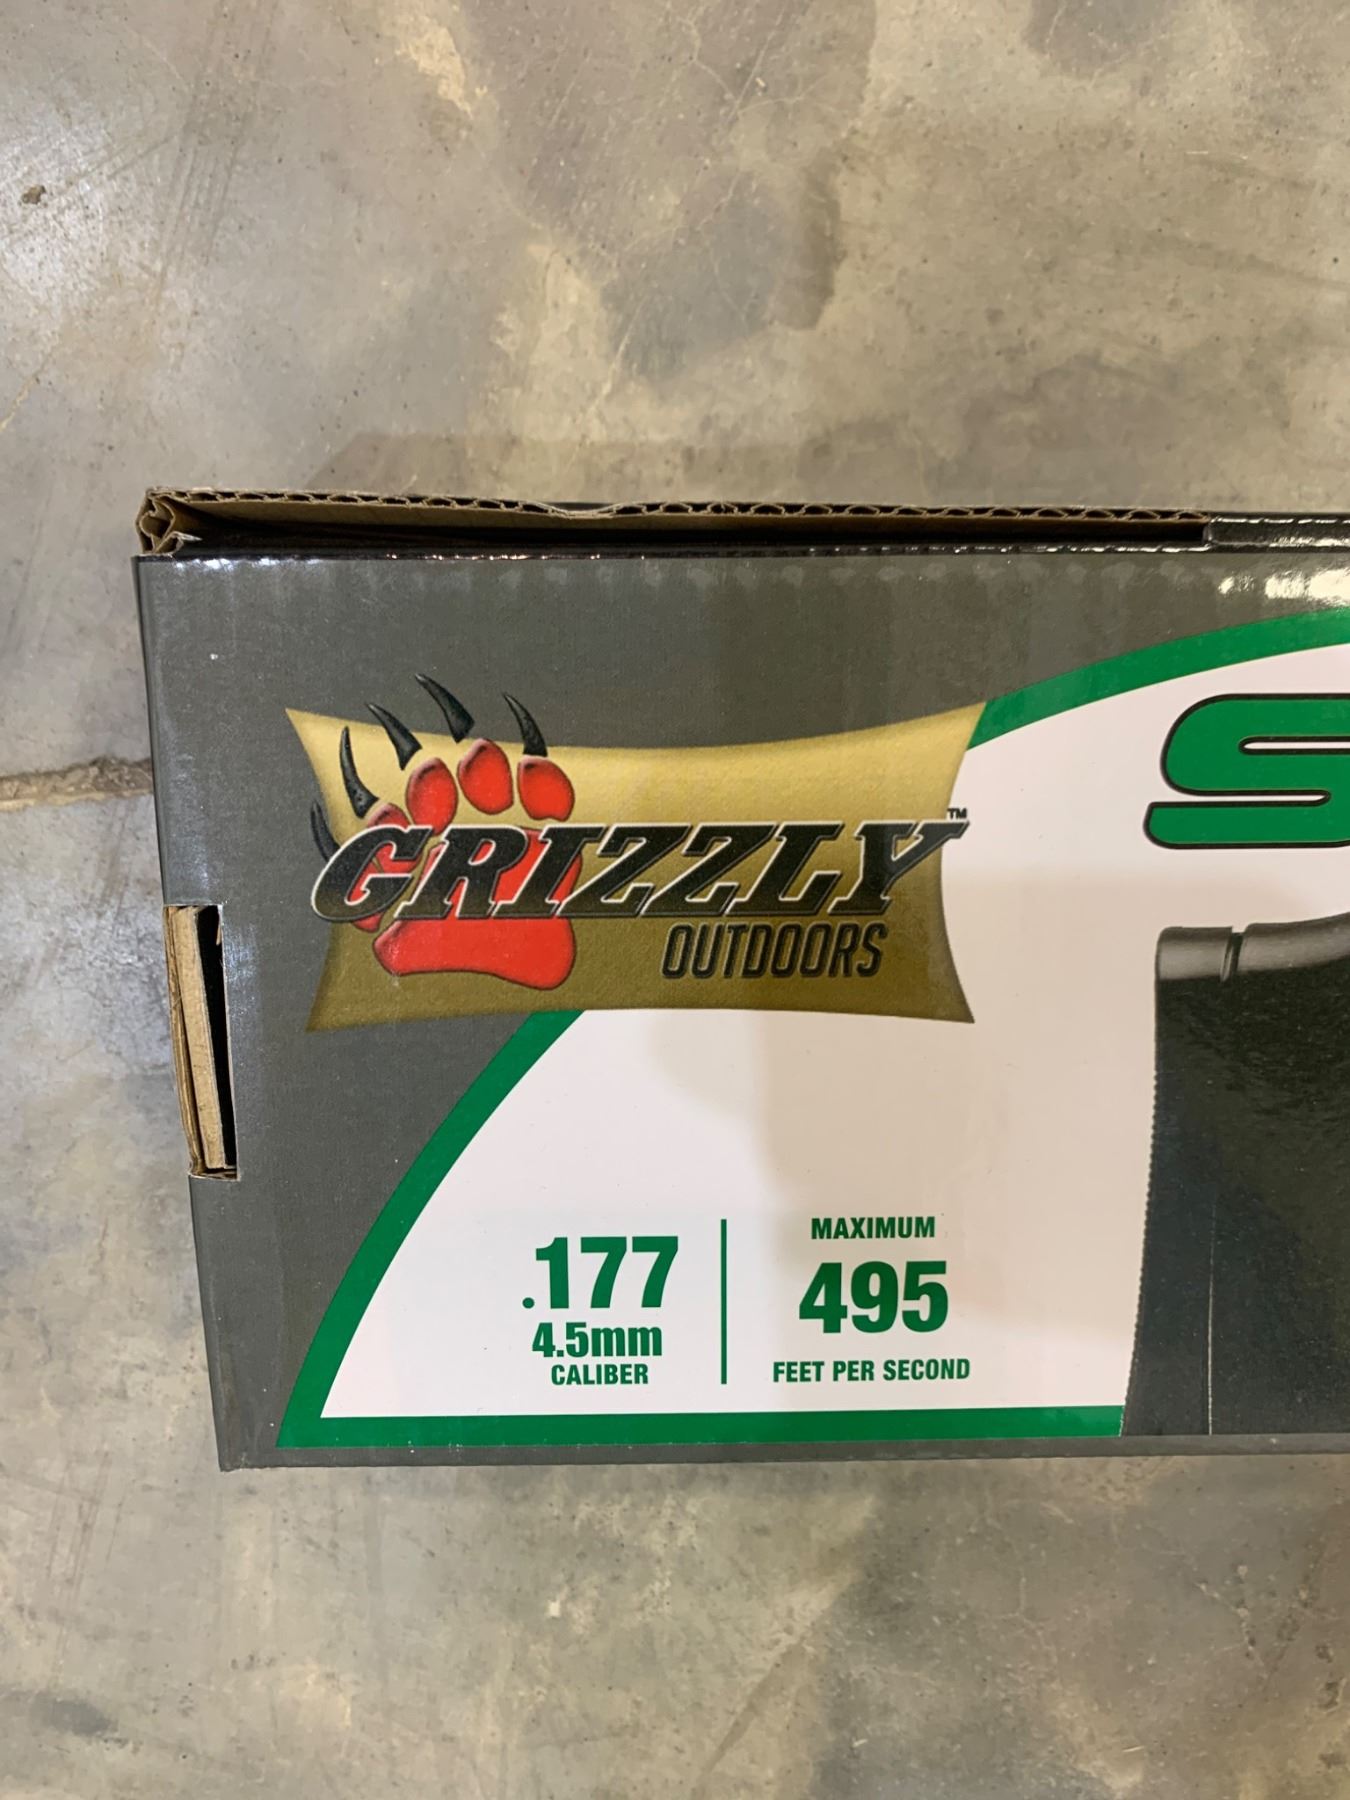 GRIZZLY™
OUTDOORS
S
.177
4.5mm
CALIBER
MAXIMUM
495
FEET PER SECOND